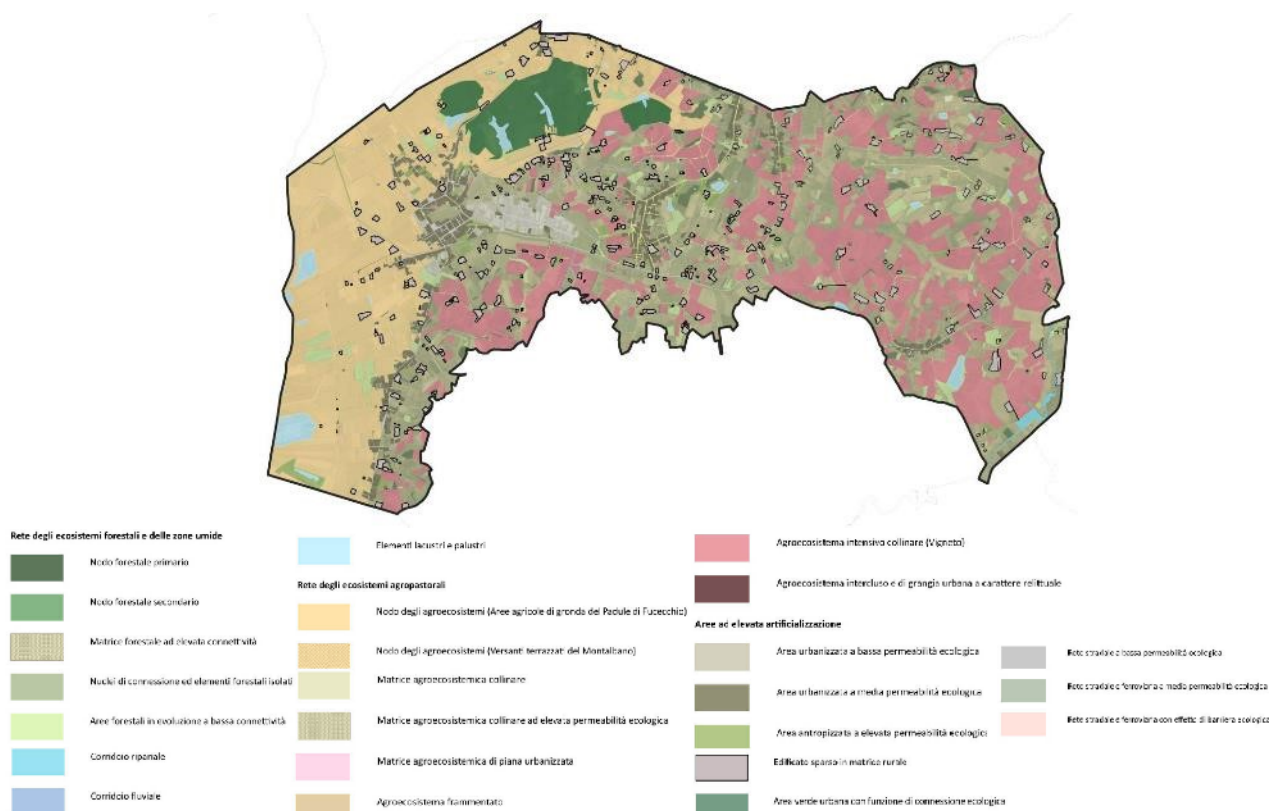 Rete degli ecosistemi forestali e delle zone umide
Nodo forestale primario
Nodo forestale secondario
Matrice forestale ad elevata connettività
Nuclei di connessione ed elementi forestali isolati
Aree forestali in evoluzione a bassa connettività
Corridoio ripariale
Corridoio fluviale
Elementi lacustri e palustri
Rete degli ecosistemi agropastorali
Nodo degli agroecosistemi (Aree agricole di gronda del Padule di Fucecchio)
Nodo degli agroecosistemi (Versanti terrazzati del Montalbano)
Matrice agroecosistemica collinare
Matrice agroecosistemica collinare ad elevata permeabilità ecologica
Matrice agroecosistemica di piana urbanizzata
Agroecosistema frammentato
Agroecosistema intensivo collinare (Vigneto)
Agroecosistema intercluso e di frangia urbana a carattere relittuale
Aree ad elevata artificializzazione
Area urbanizzata a bassa permeabilità ecologica
Area urbanizzata a media permeabilità ecologica
Area antropizzata a elevata permeabilità ecologica
Edificato sparso in matrice rurale
Area verde urbana con funzione di connessione ecologica
Rete stradale a bassa permeabilità ecologica
Rete stradale e ferroviaria a media permeabilità ecologica
Rete stradale e ferroviaria con effetto di barriera ecologica